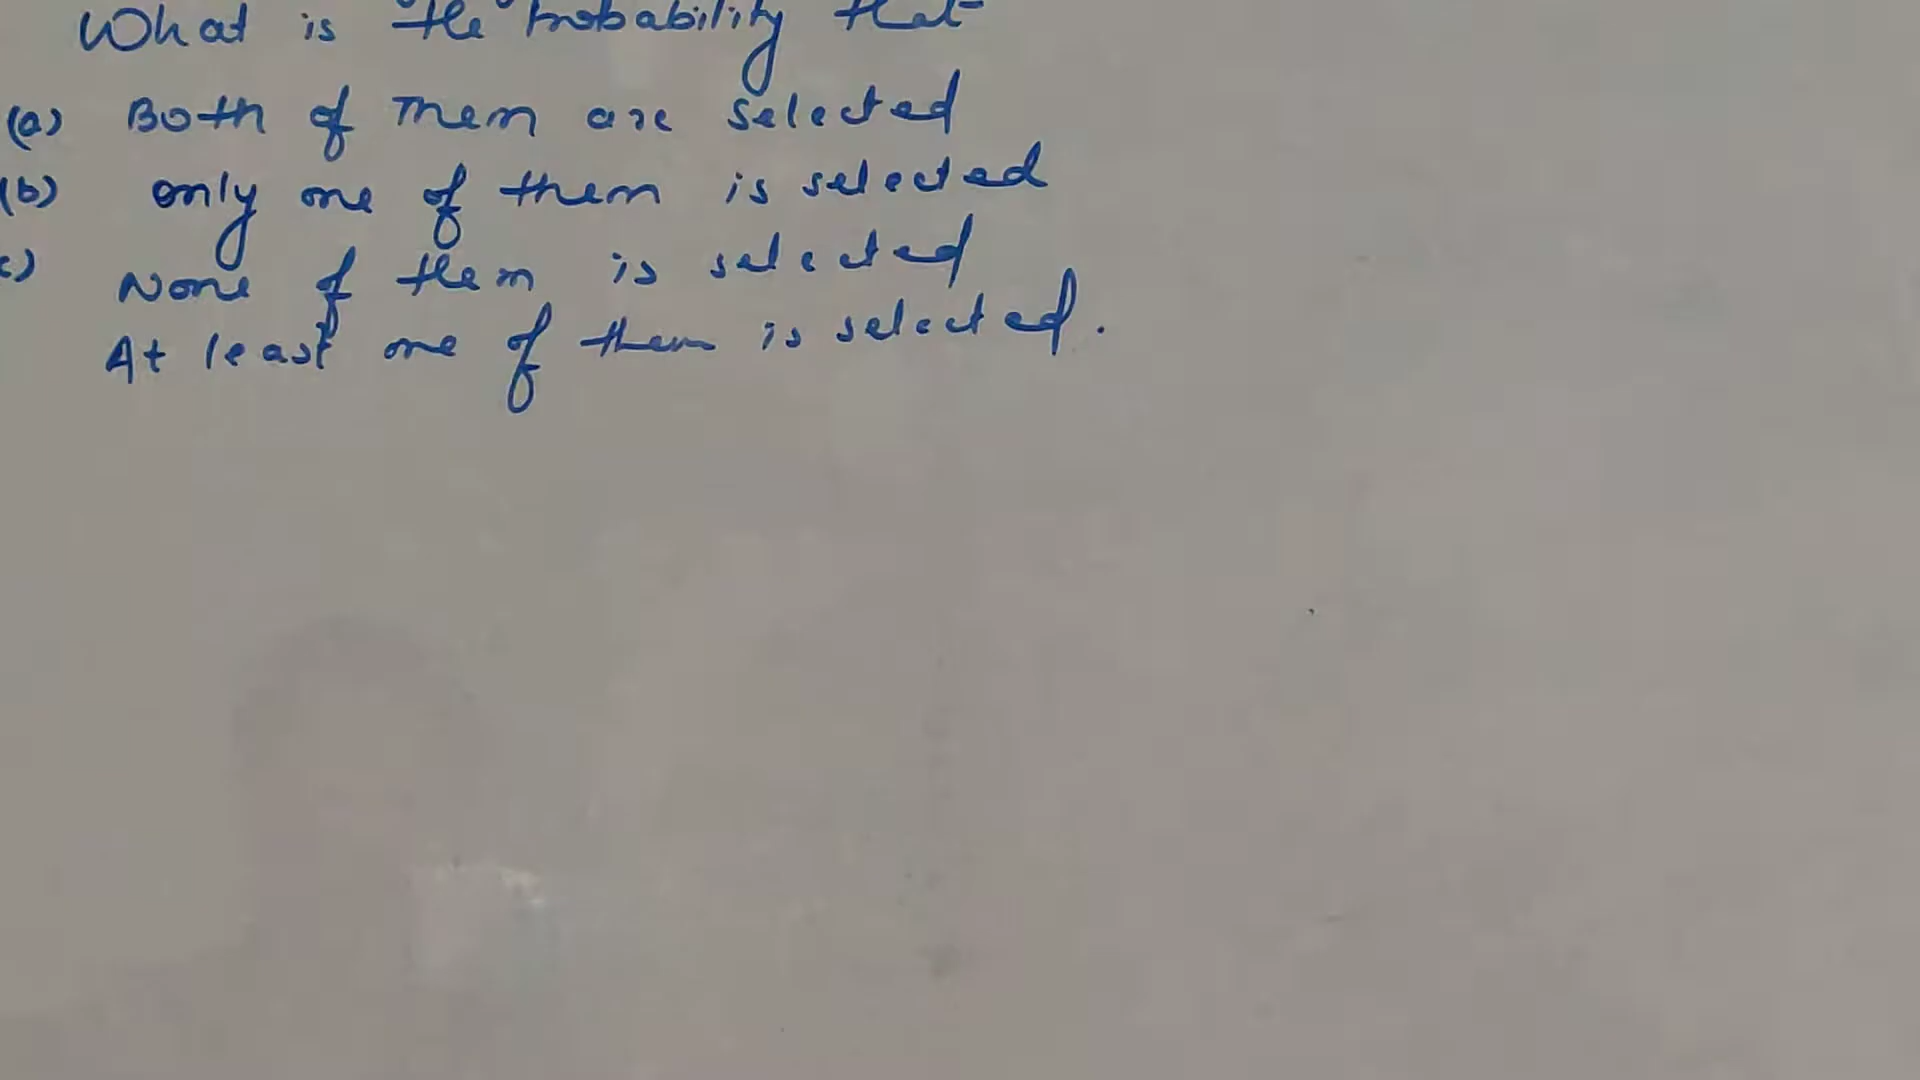 What is the Probability that
(a) Both of Them are selected
(b) only one of them is selected
c) None of them is selected
At least one of them is selected.